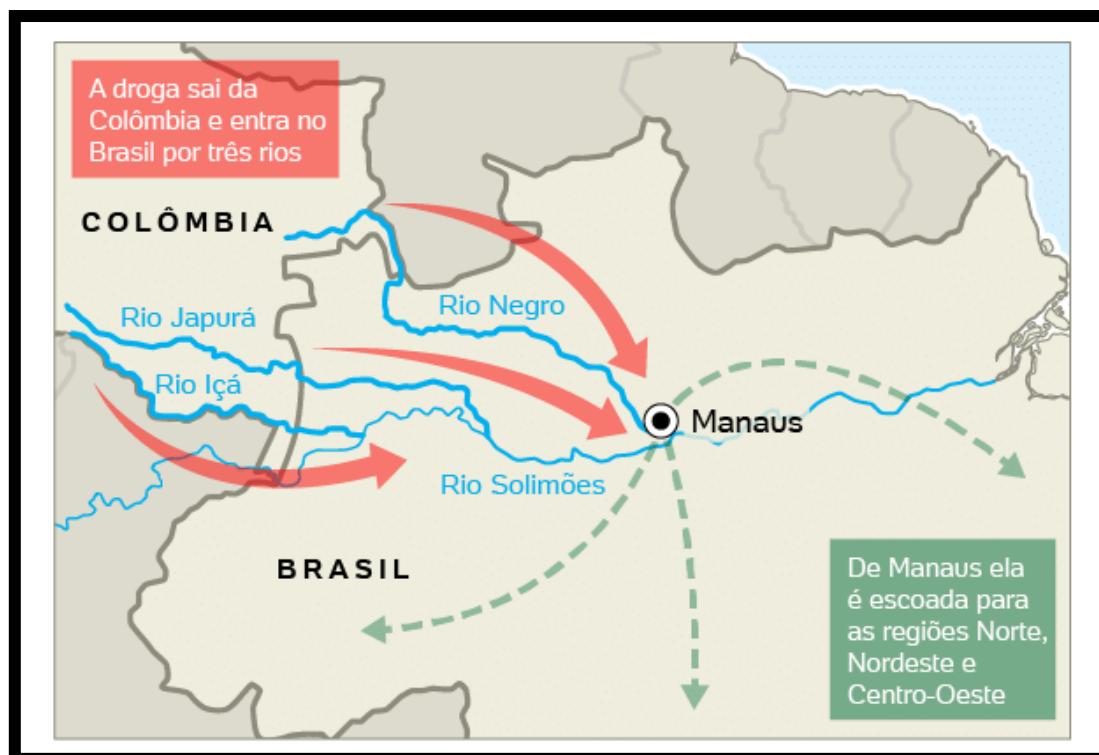 A droga sai da
Colômbia e entra no
Brasil por três rios
COLÔMBIA
Rio Japurá
Rio Negro
Rio Içá
Manaus
Rio Solimões
BRASIL
De Manaus ela
é escoada para
as regiões Norte,
Nordeste e
Centro-Oeste